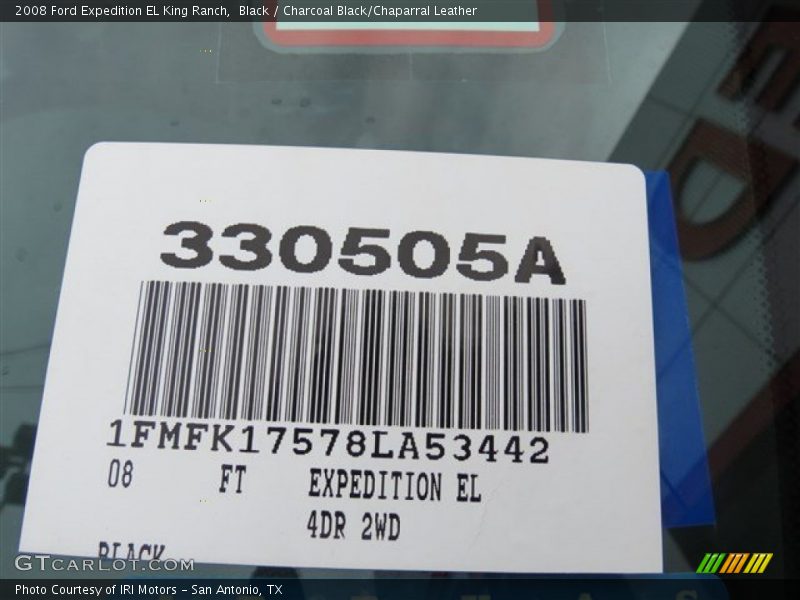 2008 Ford Expedition EL King Ranch, Black / Charcoal Black/Chaparral Leather
330505A
1FMFK17578LA53442
08 FT EXPEDITION EL
4DR 2WD
BLACK
GTCARLOT.COM
Photo Courtesy of IRI Motors - San Antonio, TX